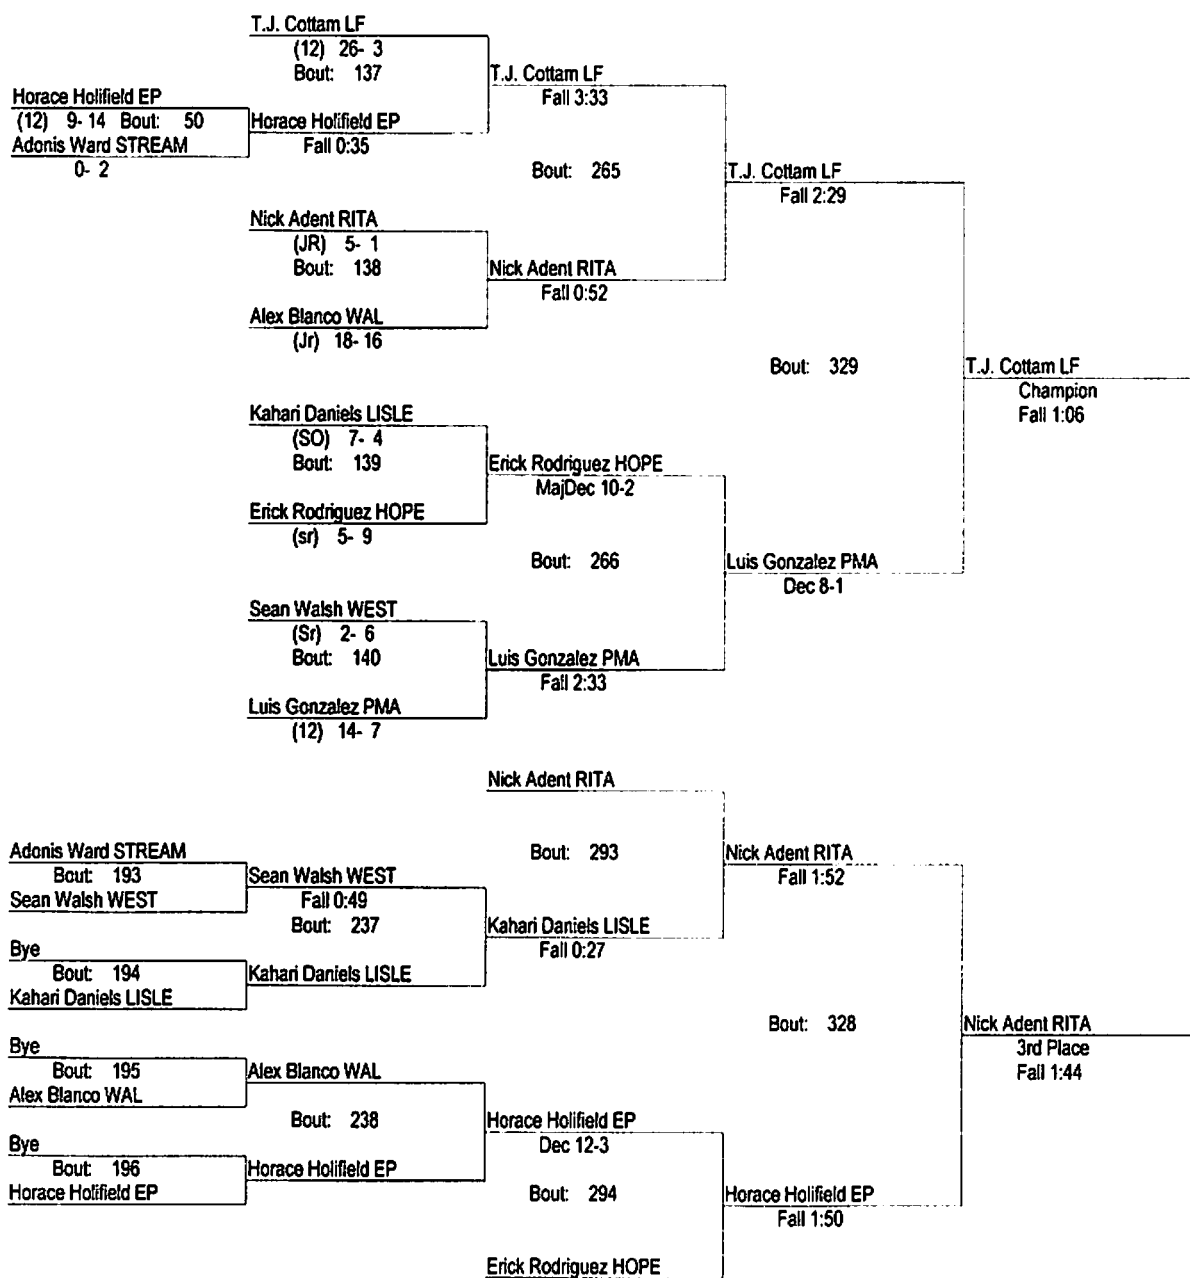 T.J. Cottam LF
(12) 26- 3
Bout: 137
T.J. Cottam LF
Fall 3:33
Horace Holifield EP
(12) 9- 14 Bout: 50
Adonis Ward STREAM
0- 2
Horace Holifield EP
Fall 0:35
Bout: 265
T.J. Cottam LF
Fall 2:29
Nick Adent RITA
(JR) 5- 1
Bout: 138
Nick Adent RITA
Fall 0:52
Alex Blanco WAL
(Jr) 18- 16
Bout: 329
T.J. Cottam LF
Champion
Fall 1:06
Kahari Daniels LISLE
(SO) 7- 4
Bout: 139
Erick Rodriguez HOPE
MajDec 10-2
Erick Rodriguez HOPE
(sr) 5- 9
Bout: 266
Luis Gonzalez PMA
Dec 8-1
Sean Walsh WEST
(Sr) 2- 6
Bout: 140
Luis Gonzalez PMA
Fall 2:33
Luis Gonzalez PMA
(12) 14- 7
Nick Adent RITA
Adonis Ward STREAM
Bout: 193
Sean Walsh WEST
Sean Walsh WEST
Fall 0:49
Bout: 237
Bout: 293
Nick Adent RITA
Fall 1:52
Kahari Daniels LISLE
Fall 0:27
Bye
Bout: 194
Kahari Daniels LISLE
Kahari Daniels LISLE
Bout: 328
Nick Adent RITA
3rd Place
Fall 1:44
Bye
Bout: 195
Alex Blanco WAL
Alex Blanco WAL
Bout: 238
Horace Holifield EP
Dec 12-3
Bye
Bout: 196
Horace Holifield EP
Horace Holifield EP
Bout: 294
Horace Holifield EP
Fall 1:50
Erick Rodriguez HOPE